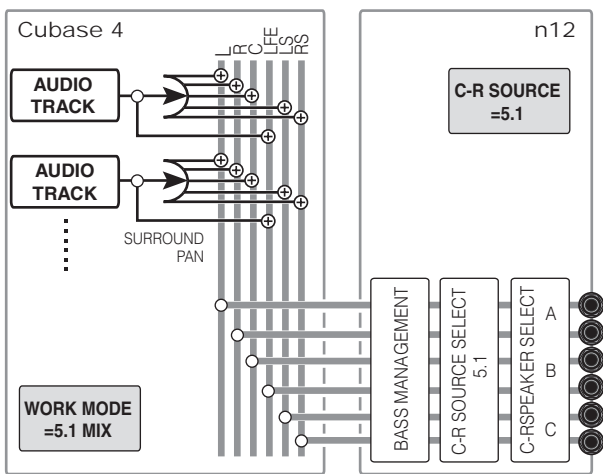 Cubase 4
n12
L
R
C
LFE
LS
RS
AUDIO
TRACK
C-R SOURCE
=5.1
AUDIO
TRACK
SURROUND
PAN
BASS MANAGEMENT
C-R SOURCE SELECT
5.1
C-RSPEAKER SELECT
A
B
C
WORK MODE
=5.1 MIX